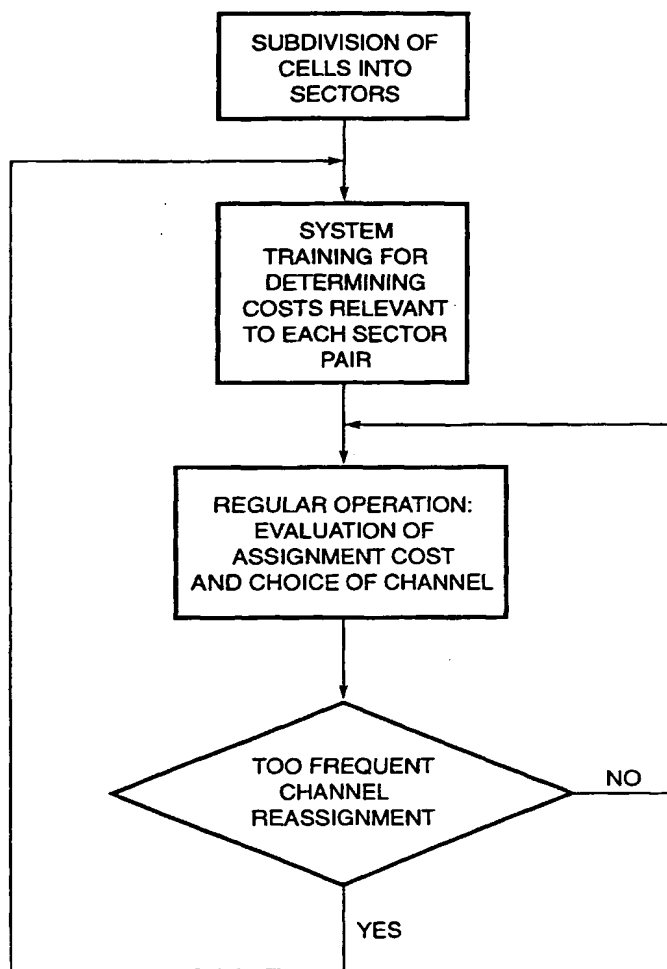 SUBDIVISION OF
CELLS INTO
SECTORS
SYSTEM
TRAINING FOR
DETERMINING
COSTS RELEVANT
TO EACH SECTOR
PAIR
REGULAR OPERATION:
EVALUATION OF
ASSIGNMENT COST
AND CHOICE OF CHANNEL
TOO FREQUENT
CHANNEL
REASSIGNMENT
NO
YES